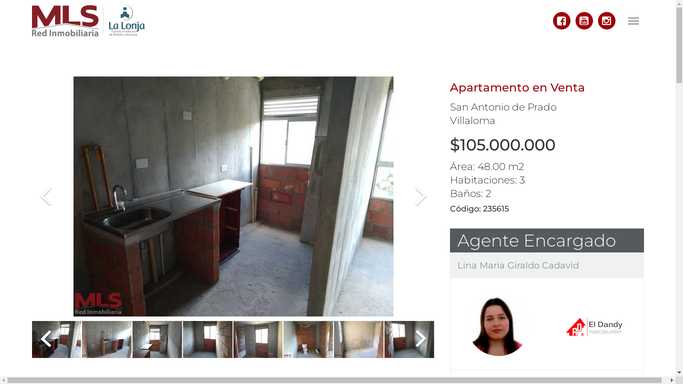 MLS
Red Inmobiliaria
La Lonja
Apartamento en Venta
San Antonio de Prado
Villaloma
$105.000.000
Área: 48.00 m2
Habitaciones: 3
Baños: 2
Código: 235615
MLS
Red Inmobiliaria
Agente Encargado
Lina Maria Giraldo Cadavid
El Dandy